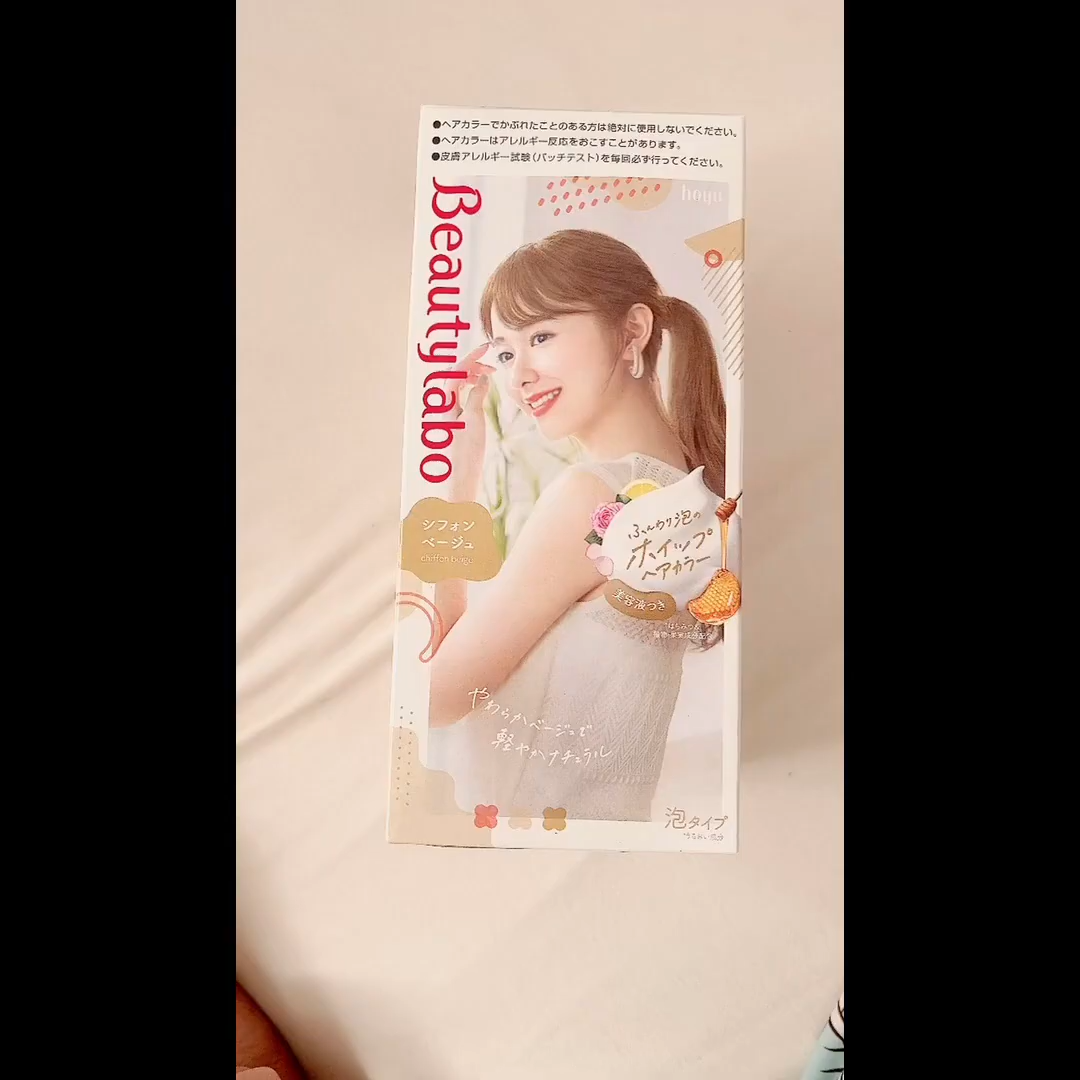 ●ヘアカラーでかぶれたことのある方は絶対に使用しないでください。
●ヘアカラーはアレルギー反応をおこすことがあります。
●皮膚アレルギー試験(パッチテスト)を毎回必ず行ってください。
hoyu
Beautylabo
シフォン
ベージュ
chiffon beige
ふんわり泡の
ホイップ
ヘアカラー
美容液つき
やわらかベージュで
軽やかナチュラル
泡タイプ